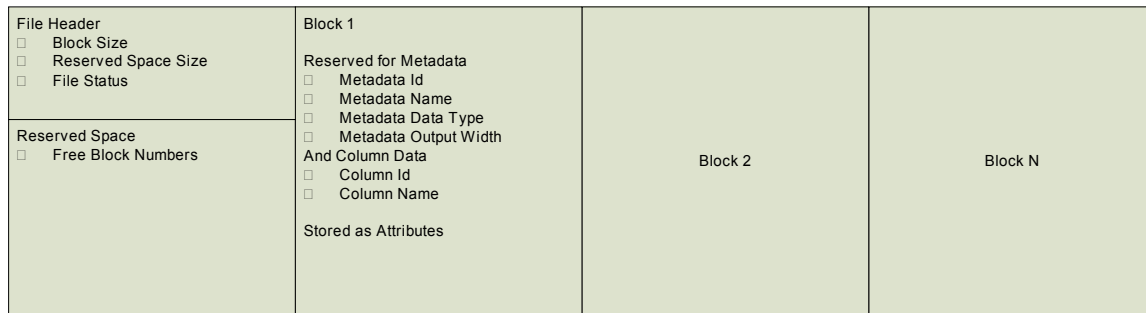 File Header
□ Block Size
□ Reserved Space Size
□ File Status
Reserved Space
□ Free Block Numbers
Block 1
Reserved for Metadata
□ Metadata Id
□ Metadata Name
□ Metadata Data Type
□ Metadata Output Width
And Column Data
□ Column Id
□ Column Name
Stored as Attributes
Block 2
Block N